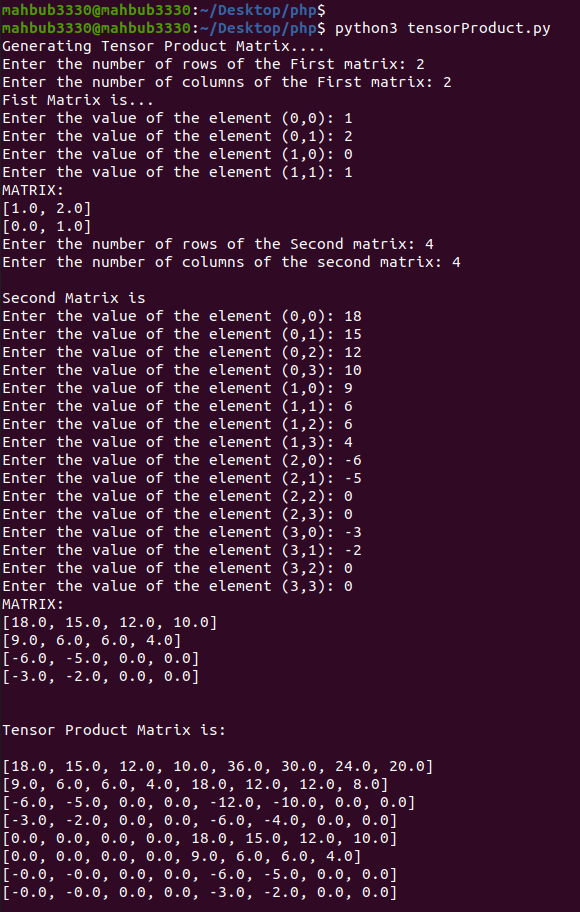 mahbub3330@mahbub3330:~/Desktop/php$
mahbub3330@mahbub3330:~/Desktop/php$ python3 tensorProduct.py
Generating Tensor Product Matrix....
Enter the number of rows of the First matrix: 2
Enter the number of columns of the First matrix: 2
Fist Matrix is...
Enter the value of the element (0,0): 1
Enter the value of the element (0,1): 2
Enter the value of the element (1,0): 0
Enter the value of the element (1,1): 1
MATRIX:
[1.0, 2.0]
[0.0, 1.0]
Enter the number of rows of the Second matrix: 4
Enter the number of columns of the second matrix: 4
Second Matrix is
Enter the value of the element (0,0): 18
Enter the value of the element (0,1): 15
Enter the value of the element (0,2): 12
Enter the value of the element (0,3): 10
Enter the value of the element (1,0): 9
Enter the value of the element (1,1): 6
Enter the value of the element (1,2): 6
Enter the value of the element (1,3): 4
Enter the value of the element (2,0): -6
Enter the value of the element (2,1): -5
Enter the value of the element (2,2): 0
Enter the value of the element (2,3): 0
Enter the value of the element (3,0): -3
Enter the value of the element (3,1): -2
Enter the value of the element (3,2): 0
Enter the value of the element (3,3): 0
MATRIX:
[18.0, 15.0, 12.0, 10.0]
[9.0, 6.0, 6.0, 4.0]
[-6.0, -5.0, 0.0, 0.0]
[-3.0, -2.0, 0.0, 0.0]
Tensor Product Matrix is:
[18.0, 15.0, 12.0, 10.0, 36.0, 30.0, 24.0, 20.0]
[9.0, 6.0, 6.0, 4.0, 18.0, 12.0, 12.0, 8.0]
[-6.0, -5.0, 0.0, 0.0, -12.0, -10.0, 0.0, 0.0]
[-3.0, -2.0, 0.0, 0.0, -6.0, -4.0, 0.0, 0.0]
[0.0, 0.0, 0.0, 0.0, 18.0, 15.0, 12.0, 10.0]
[0.0, 0.0, 0.0, 0.0, 9.0, 6.0, 6.0, 4.0]
[-0.0, -0.0, 0.0, 0.0, -6.0, -5.0, 0.0, 0.0]
[-0.0, -0.0, 0.0, 0.0, -3.0, -2.0, 0.0, 0.0]